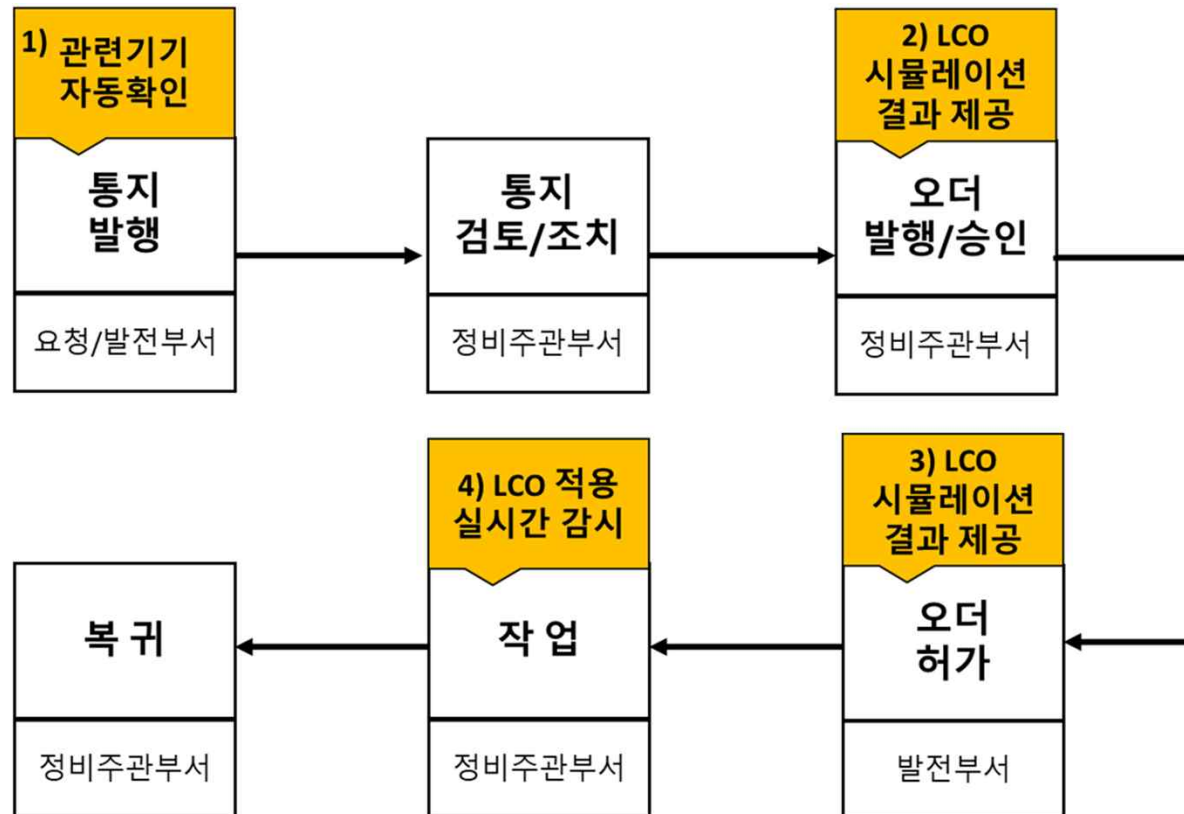 1) 관련기기
자동확인
통지
발행
요청/발전부서
통지
검토/조치
정비주관부서
2) LCO
시뮬레이션
결과 제공
오더
발행/승인
정비주관부서
3) LCO
시뮬레이션
결과 제공
오더
허가
발전부서
4) LCO 적용
실시간 감시
작 업
정비주관부서
복 귀
정비주관부서